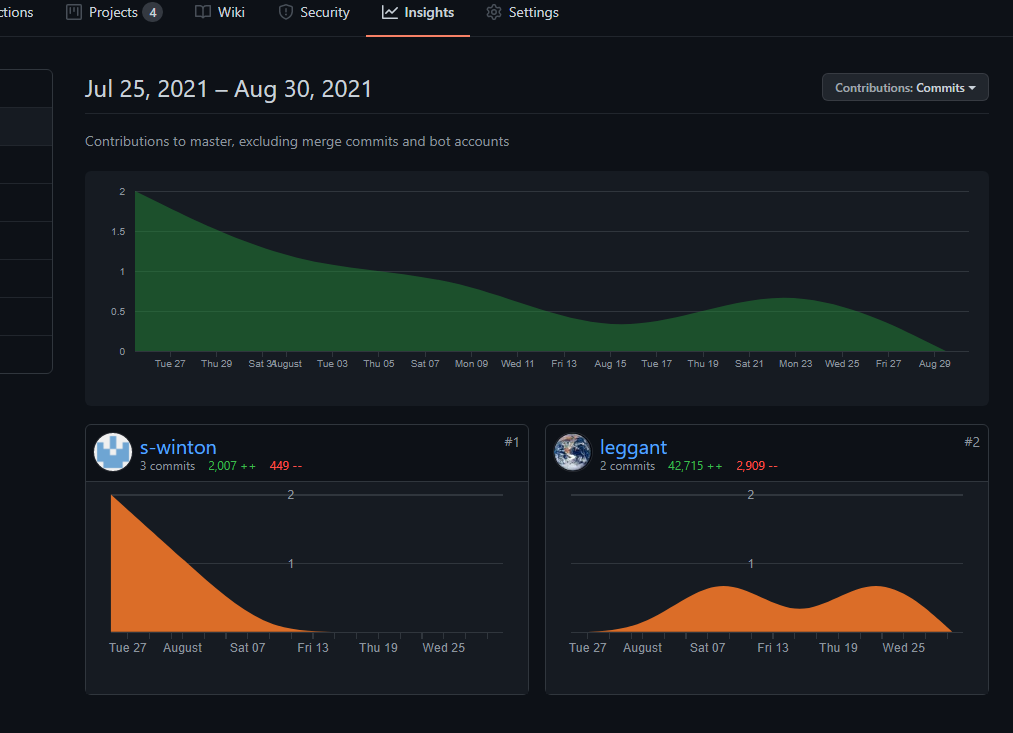 ctions Projects 4 Wiki Security Insights Settings
Jul 25, 2021 – Aug 30, 2021
Contributions: Commits
Contributions to master, excluding merge commits and bot accounts
2
1.5
1
0.5
0
Tue 27 Thu 29 Sat 31 August Tue 03 Thu 05 Sat 07 Mon 09 Wed 11 Fri 13 Aug 15 Tue 17 Thu 19 Sat 21 Mon 23 Wed 25 Fri 27 Aug 29
s-winton #1
3 commits 2,007 ++ 449 --
2
1
Tue 27 August Sat 07 Fri 13 Thu 19 Wed 25
leggant #2
2 commits 42,715 ++ 2,909 --
2
1
Tue 27 August Sat 07 Fri 13 Thu 19 Wed 25